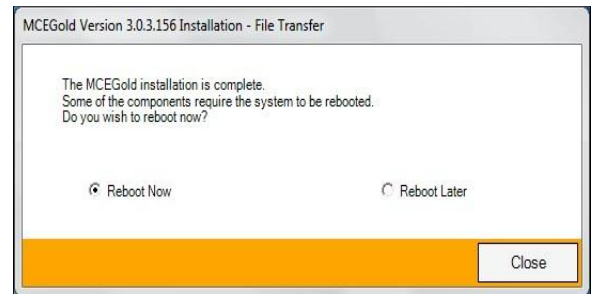 MCEGold Version 3.0.3.156 Installation - File Transfer
The MCEGold installation is complete.
Some of the components require the system to be rebooted.
Do you wish to reboot now?
Reboot Now
Reboot Later
Close